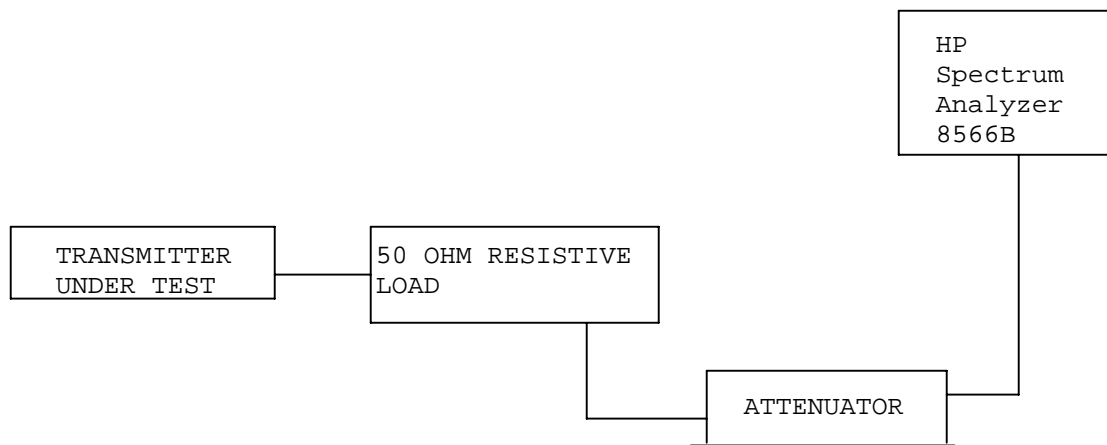 HP
Spectrum
Analyzer
8566B
TRANSMITTER
UNDER TEST
50 OHM RESISTIVE
LOAD
ATTENUATOR